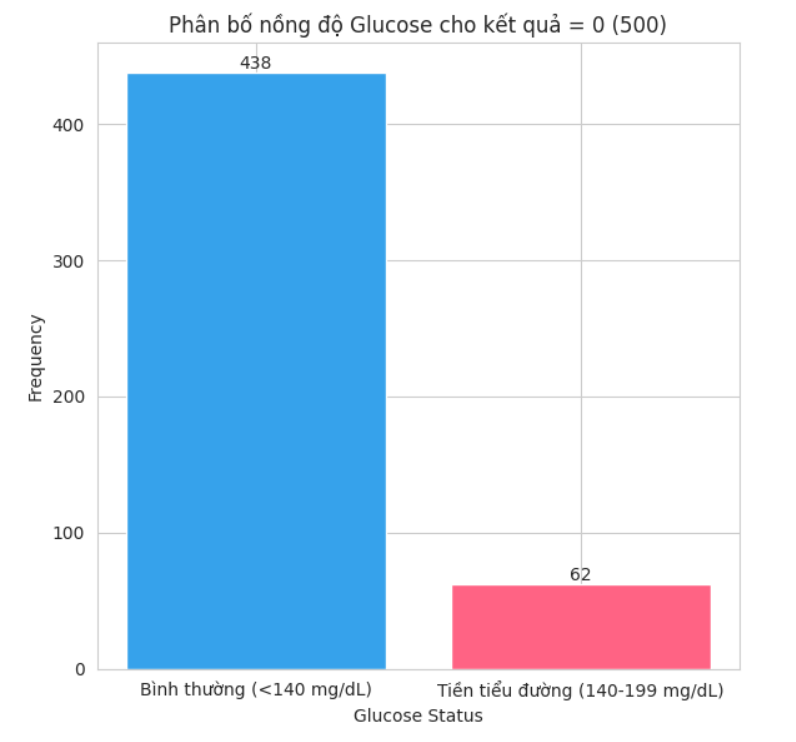 Phân bố nồng độ Glucose cho kết quả = 0 (500)
438
400
300
Frequency
200
100
62
0
Bình thường (<140 mg/dL)
Tiền tiểu đường (140-199 mg/dL)
Glucose Status